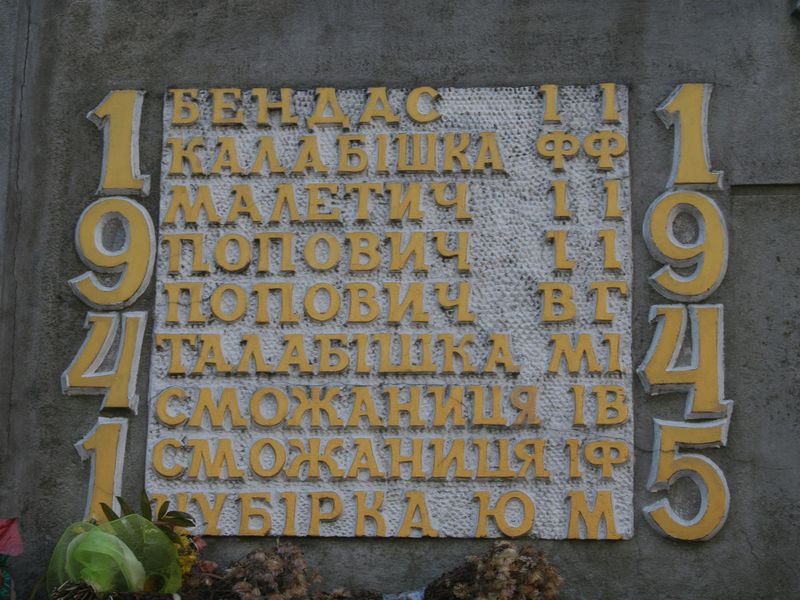 1941
БЕНДАС І І
КАЛАБІШКА Ф Ф
МАЛЕТИЧ І І
ПОПОВИЧ І І
ПОПОВИЧ В Г
ТАЛАБІШКА М І
СМОЖАНИЦЯ І В
СМОЖАНИЦЯ І Ф
ЧУБІРКА Ю М
1945